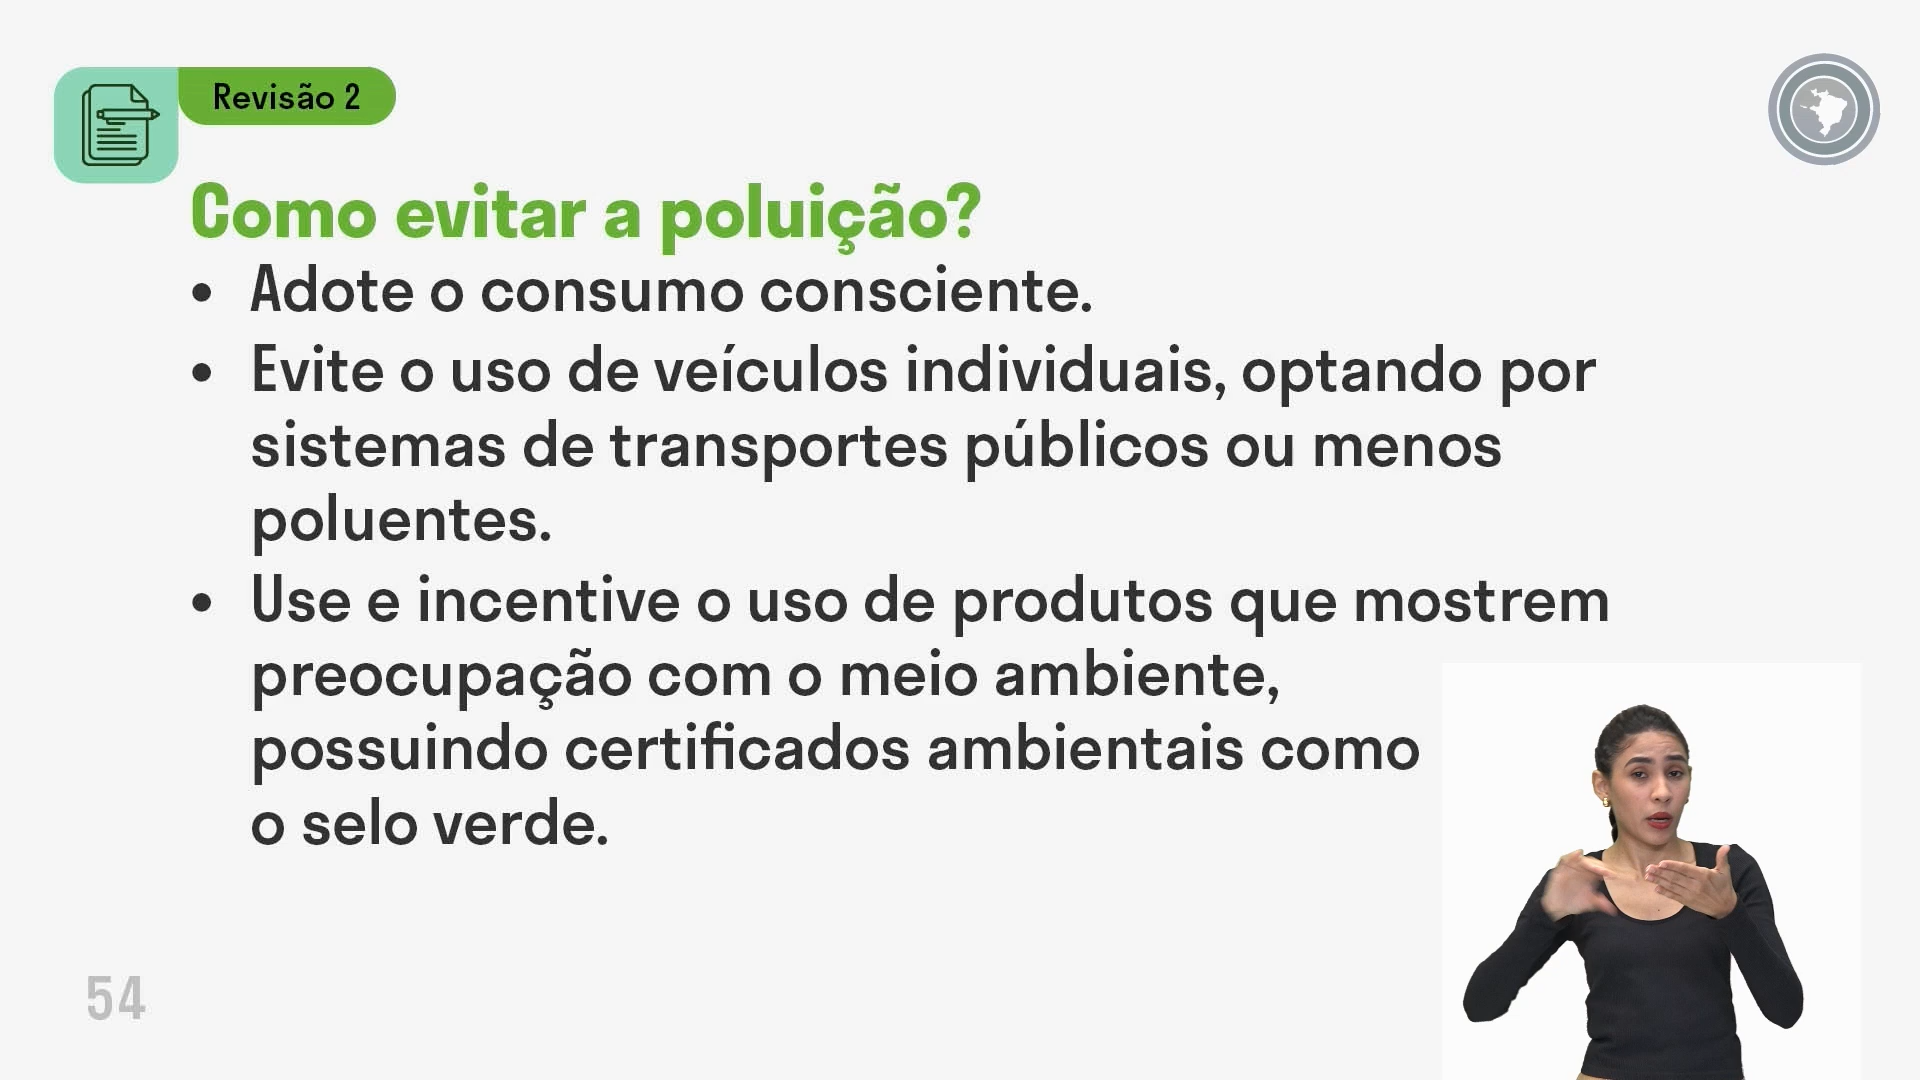 Revisão 2
Como evitar a poluição?
• Adote o consumo consciente.
• Evite o uso de veículos individuais, optando por
sistemas de transportes públicos ou menos
poluentes.
• Use e incentive o uso de produtos que mostrem
preocupação com o meio ambiente,
possuindo certificados ambientais como
o selo verde.
54